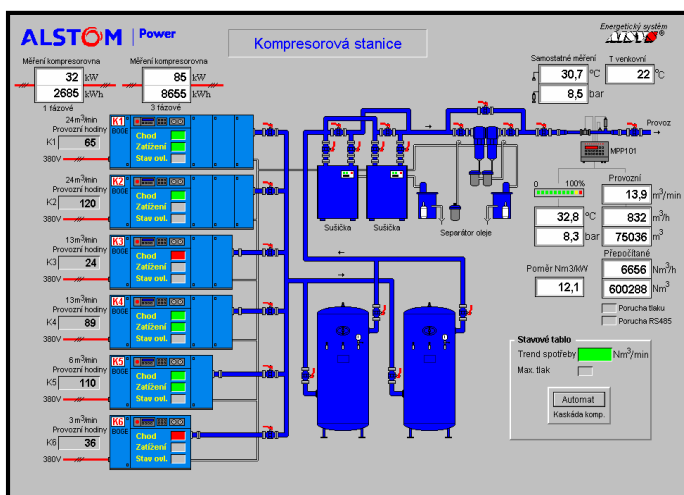 ALSTOM | Power
Kompresorová stanice
Energetický systém
Měření kompresorovna
32 kW
2685 kWh
1 fázové
Měření kompresorovna
85 kW
8655 kWh
3 fázové
Samostatné měření
30,7 °C
8,5 bar
T venkovní
22 °C
24 m³/min
Provozní hodiny
K1 65
380V
K1
BOGE
Chod
Zatížení
Stav ovl.
24 m³/min
Provozní hodiny
K2 120
380V
K2
BOGE
Chod
Zatížení
Stav ovl.
13 m³/min
Provozní hodiny
K3 24
380V
K3
BOGE
Chod
Zatížení
Stav ovl.
13 m³/min
Provozní hodiny
K4 89
380V
K4
BOGE
Chod
Zatížení
Stav ovl.
6 m³/min
Provozní hodiny
K5 110
380V
K5
BOGE
Chod
Zatížení
Stav ovl.
3 m³/min
Provozní hodiny
K6 36
380V
K6
BOGE
Chod
Zatížení
Stav ovl.
Sušička
Sušička
Separátor oleje
Provoz
MPP101
0 100%
32,8 °C
8,3 bar
Provozní
13,9 m³/min
832 m³/h
75036 m³
Přepočítané
6656 Nm³/h
600288 Nm³
Poměr Nm3/kW
12,1
Porucha tlaku
Porucha RS485
Stavové tablo
Trend spotřeby Nm³/min
Max. tlak
Automat
Kaskáda komp.